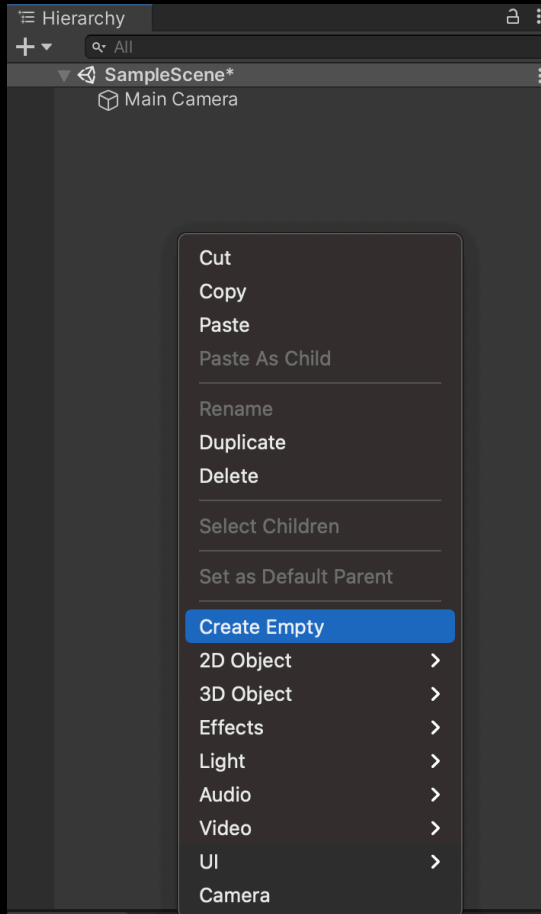 Hierarchy
All
SampleScene*
Main Camera
Cut
Copy
Paste
Paste As Child
Rename
Duplicate
Delete
Select Children
Set as Default Parent
Create Empty
2D Object
3D Object
Effects
Light
Audio
Video
UI
Camera